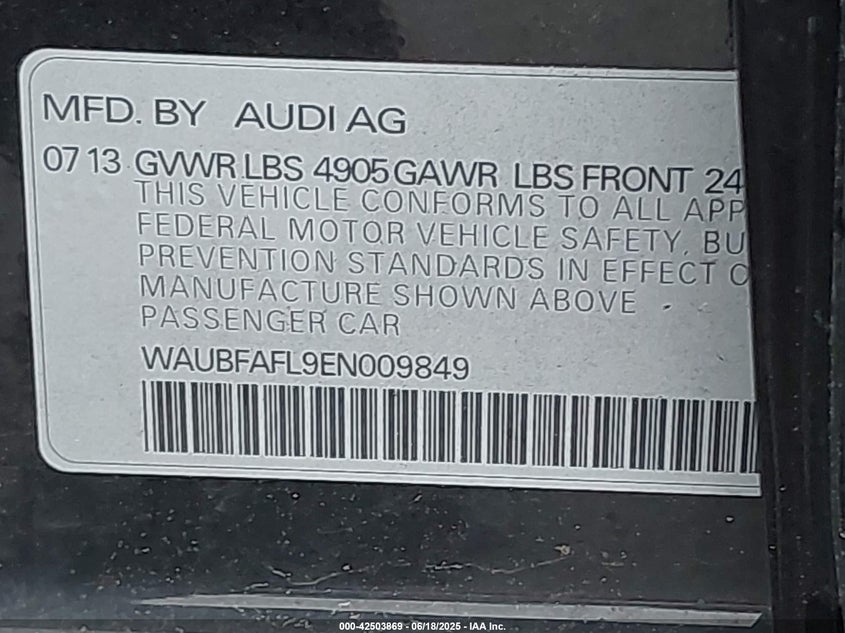 MFD. BY AUDI AG
07 13 GVWR LBS 4905 GAWR LBS FRONT 24
THIS VEHICLE CONFORMS TO ALL APP
FEDERAL MOTOR VEHICLE SAFETY, BU
PREVENTION STANDARDS IN EFFECT O
MANUFACTURE SHOWN ABOVE
PASSENGER CAR
WAUBFAFL9EN009849
000-42503869 - 06/18/2025 - IAA Inc.